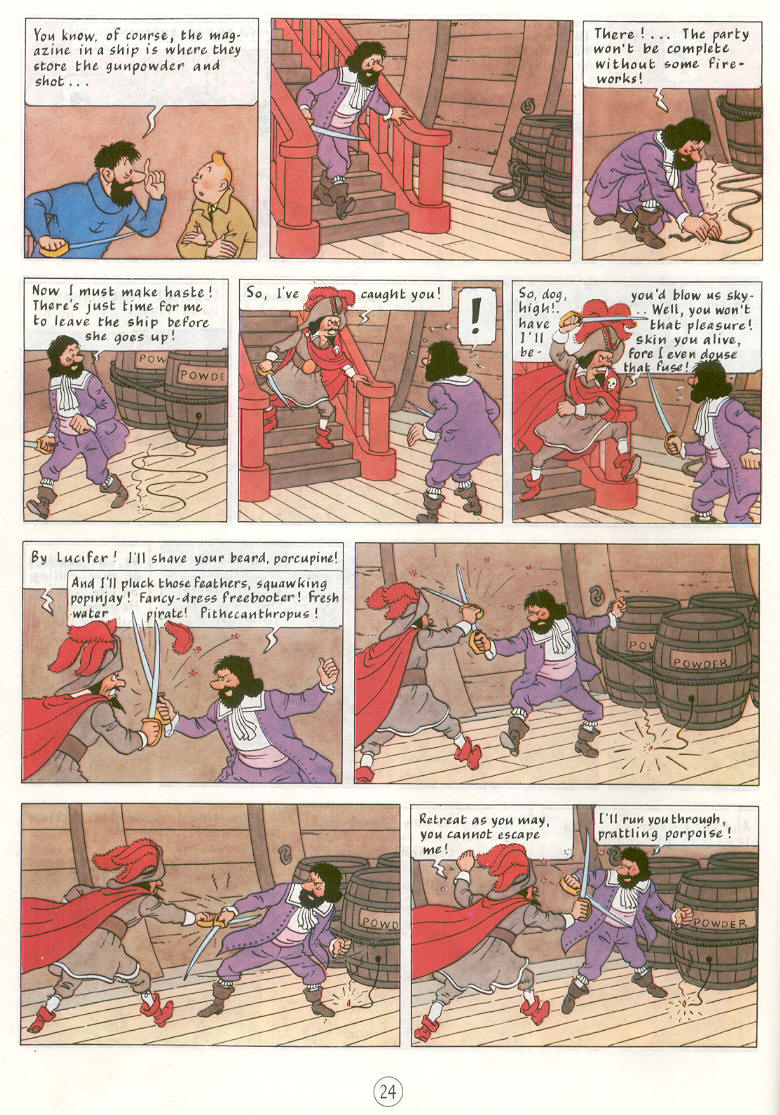 You know, of course, the mag-
azine in a ship is where they
store the gunpowder and
shot...
There!... The party
won't be complete
without some fire-
works!
Now I must make haste!
There's just time for me
to leave the ship before
she goes up!
POW
POWDE
So, I've caught you!
!
So, dog, you'd blow us sky-
high!... Well, you won't
have that pleasure!
I'll skin you alive,
be- fore I even douse
that fuse!
By Lucifer! I'll shave your beard, porcupine!
And I'll pluck those feathers, squawking
popinjay! Fancy-dress freebooter! Fresh
water pirate! Pithecanthropus!
POW
POWDER
POWD
Retreat as you may,
you cannot escape
me!
I'll run you through,
prattling porpoise!
POWDER
24